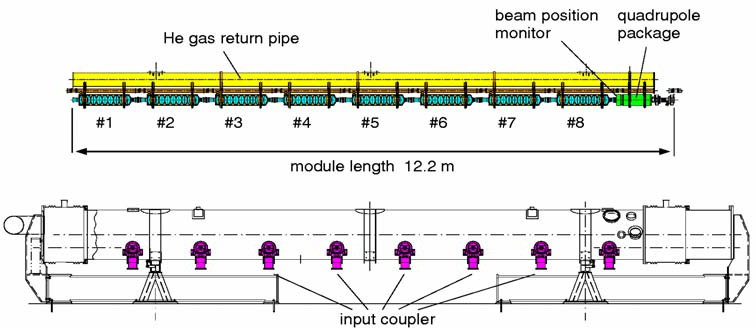 beam position
monitor
quadrupole
package
He gas return pipe
#1 #2 #3 #4 #5 #6 #7 #8
module length 12.2 m
input coupler